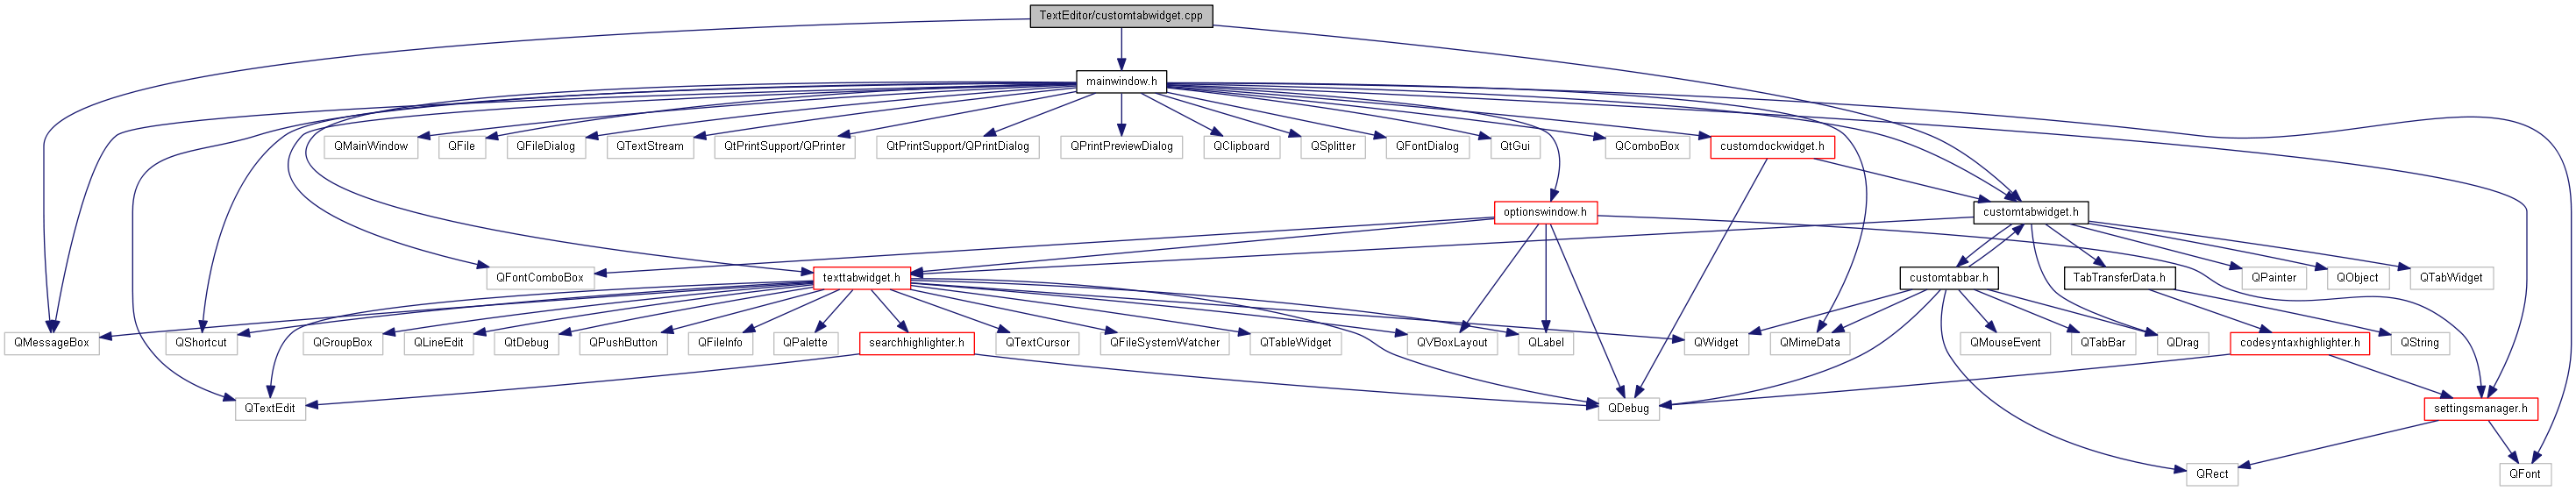 TextEditor/customtabwidget.cpp
mainwindow.h
QMainWindow
QFile
QFileDialog
QTextStream
QtPrintSupport/QPrinter
QtPrintSupport/QPrintDialog
QPrintPreviewDialog
QClipboard
QSplitter
QFontDialog
QtGui
QComboBox
customdockwidget.h
optionswindow.h
customtabwidget.h
QFontComboBox
texttabwidget.h
customtabbar.h
TabTransferData.h
QPainter
QObject
QTabWidget
QMessageBox
QShortcut
QGroupBox
QLineEdit
QtDebug
QPushButton
QFileInfo
QPalette
searchhighlighter.h
QTextCursor
QFileSystemWatcher
QTableWidget
QVBoxLayout
QLabel
QWidget
QMimeData
QMouseEvent
QTabBar
QDrag
codesyntaxhighlighter.h
QString
QTextEdit
QDebug
settingsmanager.h
QRect
QFont